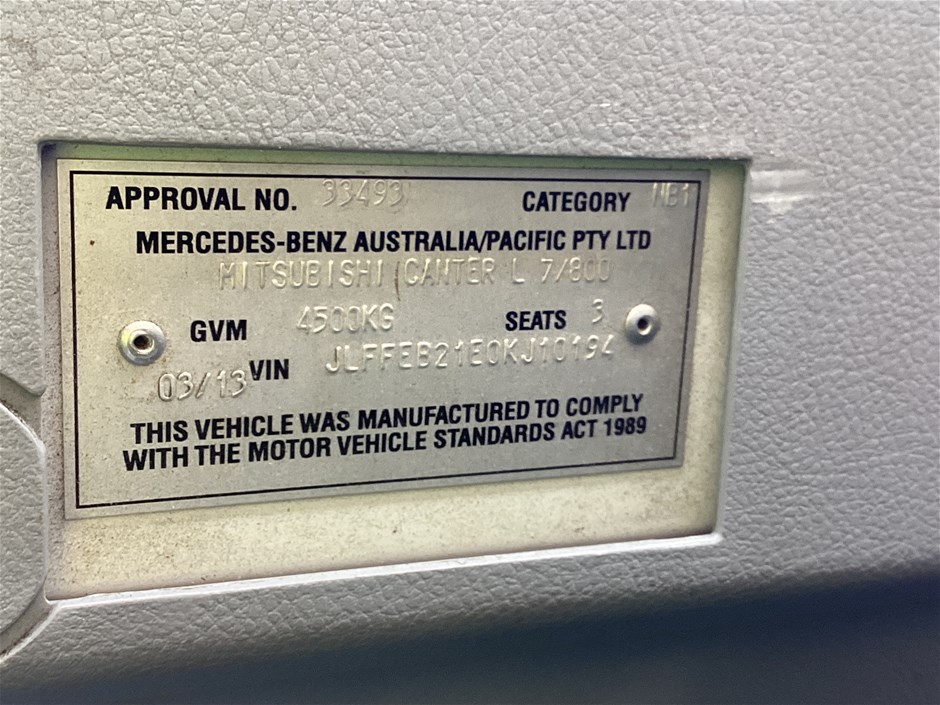 APPROVAL NO. 33493 CATEGORY NB1
MERCEDES-BENZ AUSTRALIA/PACIFIC PTY LTD
MITSUBISHI CANTER L 7/800
GVM 4500KG SEATS 3
03/13 VIN JLFFEB21E0KJ10194
THIS VEHICLE WAS MANUFACTURED TO COMPLY
WITH THE MOTOR VEHICLE STANDARDS ACT 1989